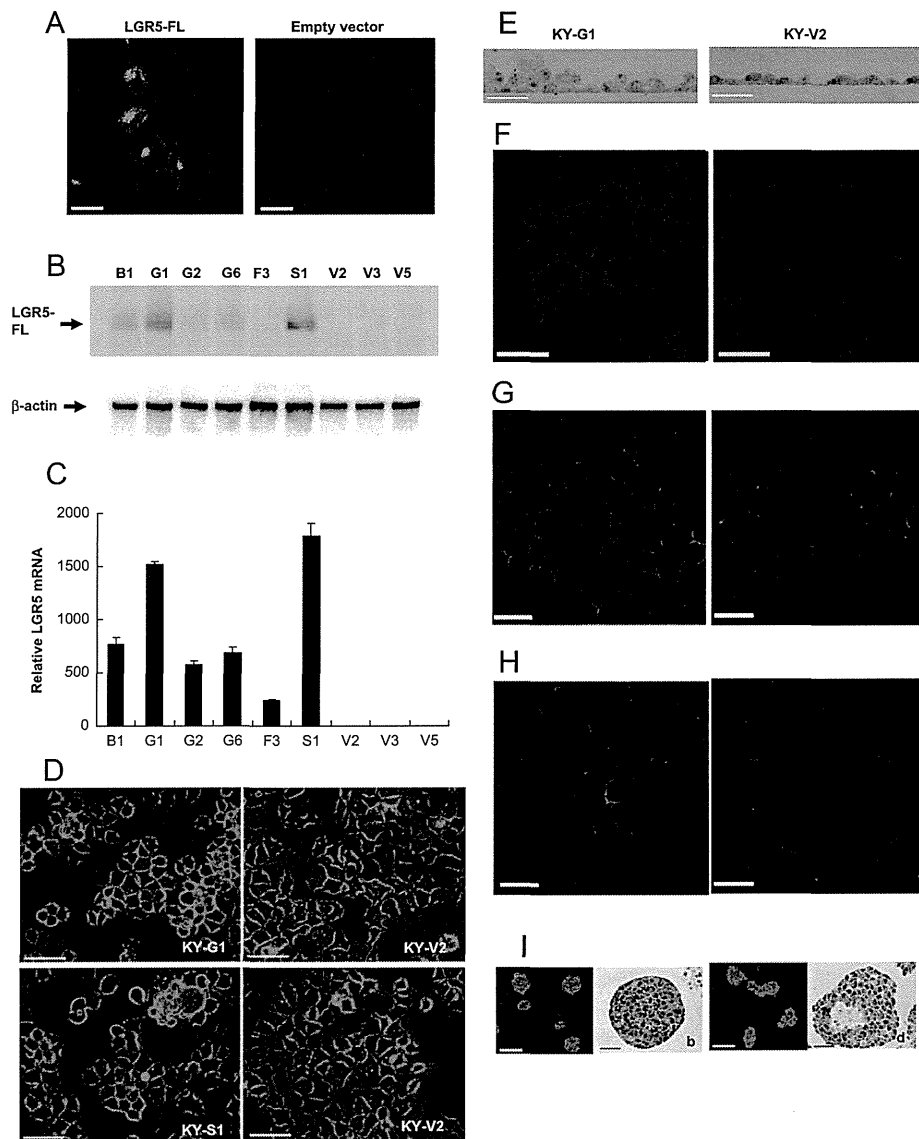 A
LGR5-FL
Empty vector
B
B1 G1 G2 G6 F3 S1 V2 V3 V5
LGR5-
FL
β-actin
C
Relative LGR5 mRNA
2000
1500
1000
500
0
B1 G1 G2 G6 F3 S1 V2 V3 V5
D
KY-G1
KY-V2
KY-S1
KY-V2
E
KY-G1
KY-V2
F
G
H
I
b
d